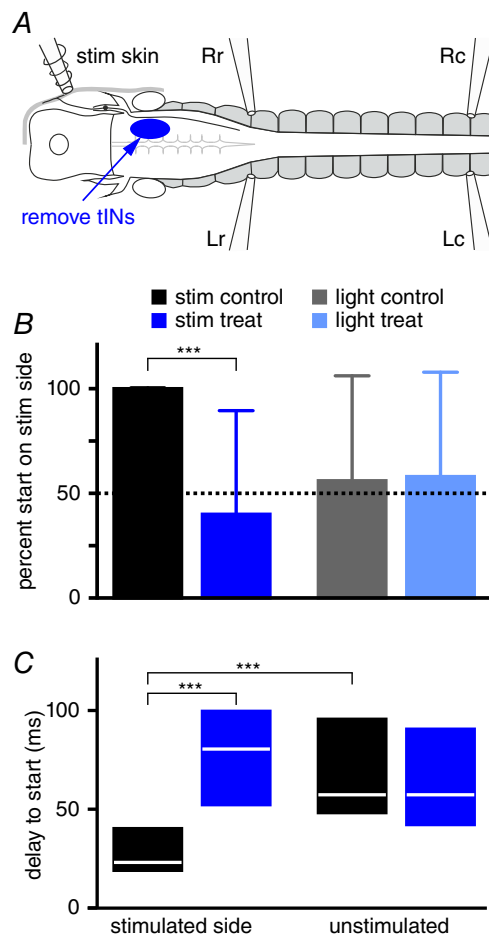 A
stim skin
Rr
Rc
remove tINs
Lr
Lc
B
stim control
light control
stim treat
light treat
***
percent start on stim side
100
50
0
C
***
***
delay to start (ms)
100
50
0
stimulated side
unstimulated